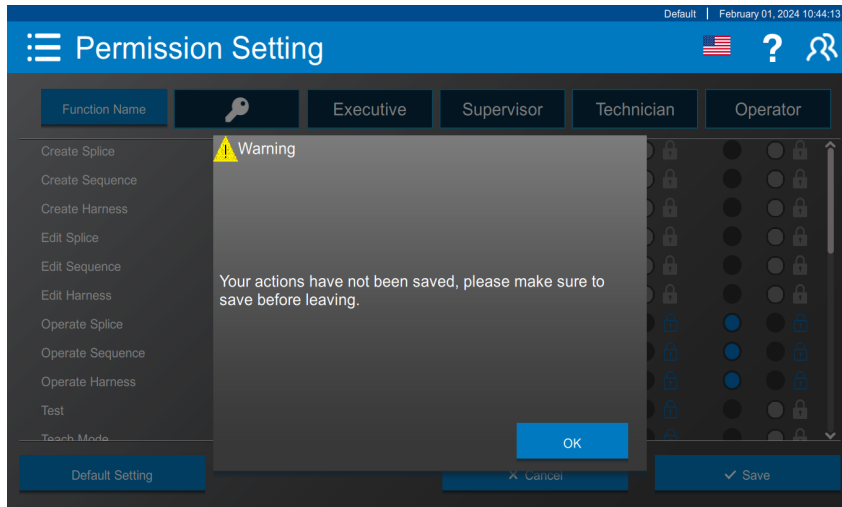 Default | February 01, 2024 10:44:13
Permission Setting
?
Function Name
Executive
Supervisor
Technician
Operator
Create Splice
Create Sequence
Create Harness
Edit Splice
Edit Sequence
Edit Harness
Operate Splice
Operate Sequence
Operate Harness
Test
Teach Mode
Warning
Your actions have not been saved, please make sure to
save before leaving.
OK
Default Setting
Cancel
Save